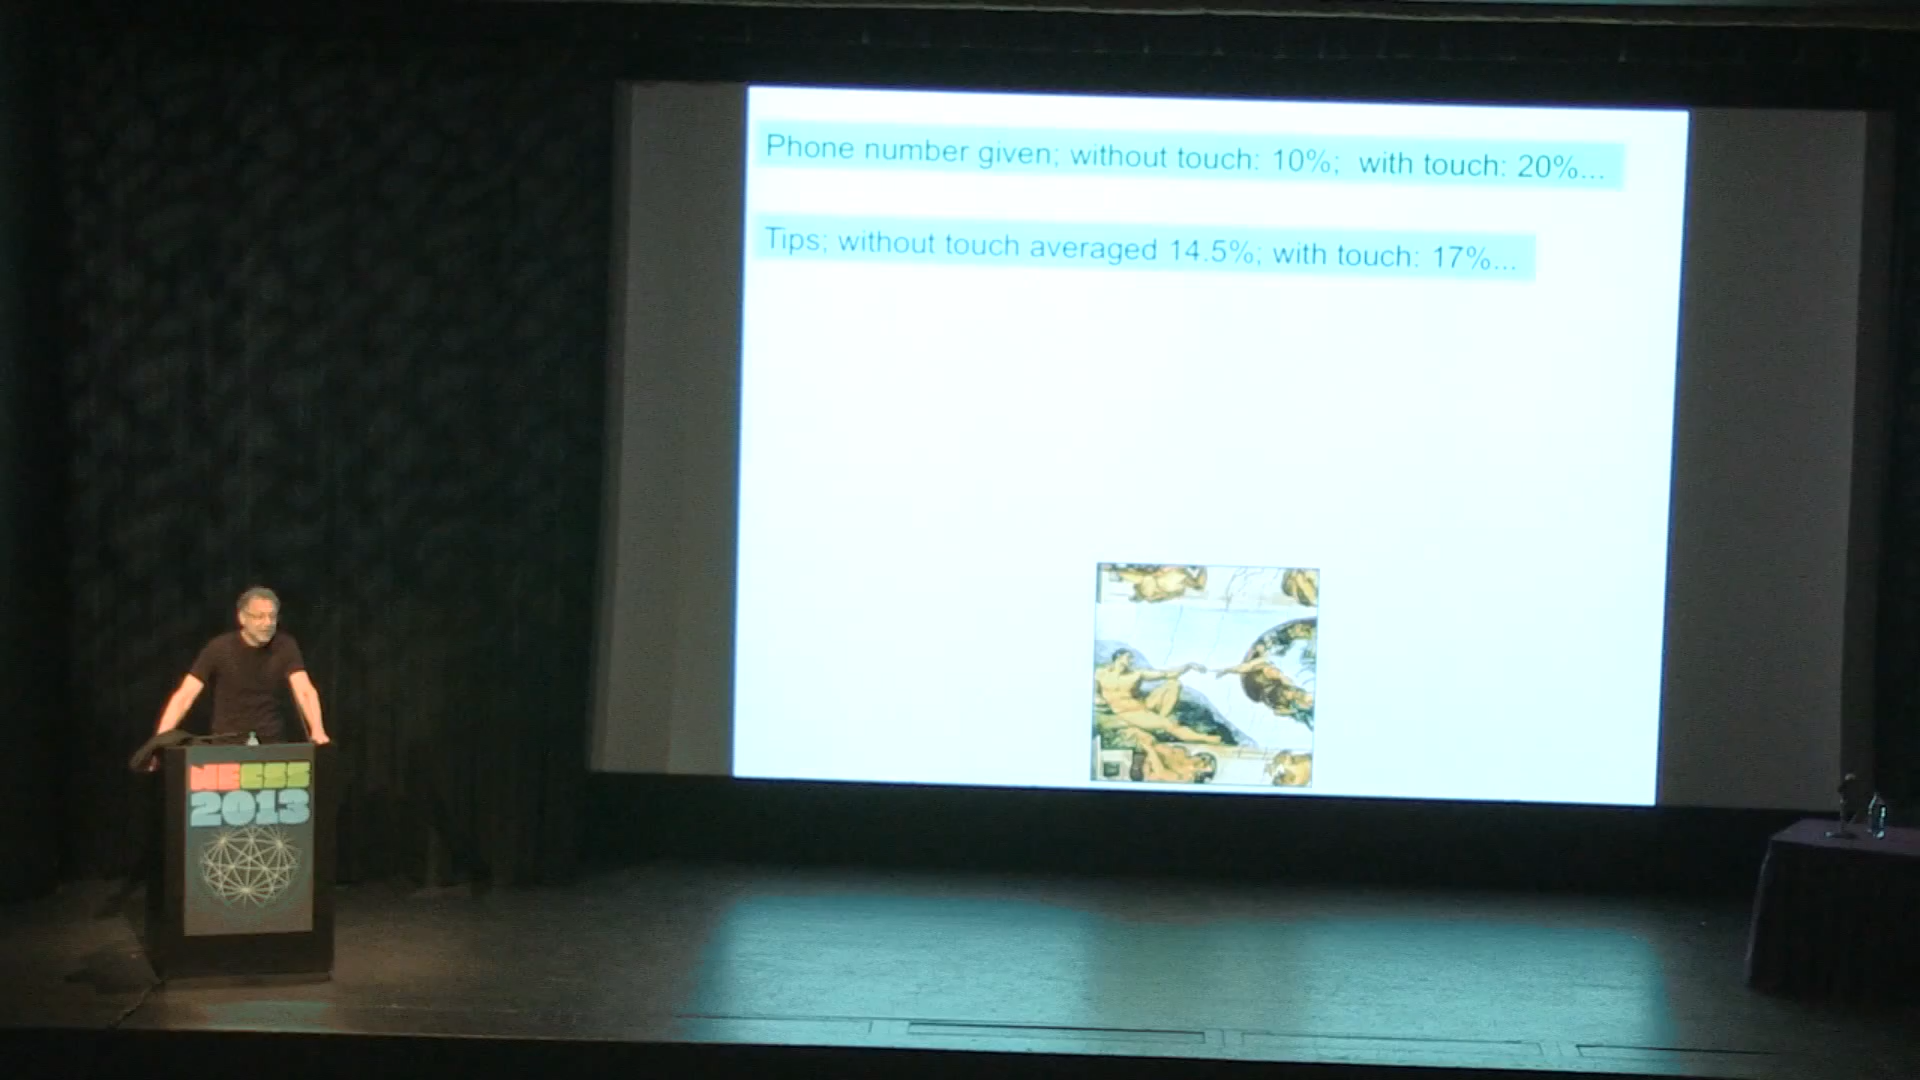 Phone number given; without touch: 10%; with touch: 20%...
Tips; without touch averaged 14.5%; with touch: 17%...
NECSS
2013